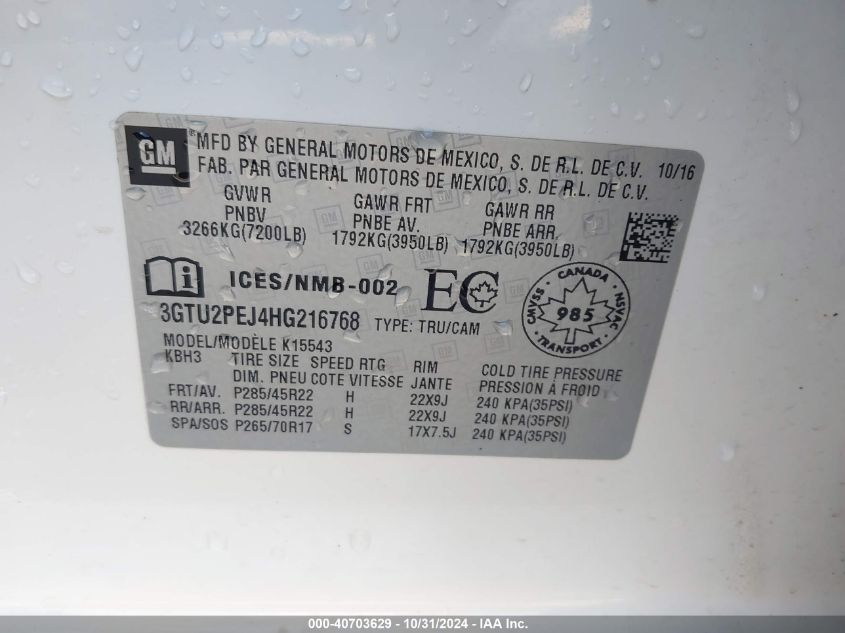 GM ® MFD BY GENERAL MOTORS DE MEXICO, S. DE R.L. DE C.V. 10/16
FAB. PAR GENERAL MOTORS DE MEXICO, S. DE R.L. DE C.V.
GVWR GAWR FRT GAWR RR
PNBV PNBE AV. PNBE ARR.
3266KG(7200LB) 1792KG(3950LB) 1792KG(3950LB)
ICES/NMB-002 EC
CANADA
CMVSS 985 NSVAC
TRANSPORT
3GTU2PEJ4HG216768 TYPE: TRU/CAM
MODEL/MODÈLE K15543
KBH3 TIRE SIZE SPEED RTG RIM COLD TIRE PRESSURE
DIM. PNEU COTE VITESSE JANTE PRESSION À FROID
FRT/AV. P285/45R22 H 22X9J 240 KPA(35PSI)
RR/ARR. P285/45R22 H 22X9J 240 KPA(35PSI)
SPA/SOS P265/70R17 S 17X7.5J 240 KPA(35PSI)
000-40703629 - 10/31/2024 - IAA Inc.